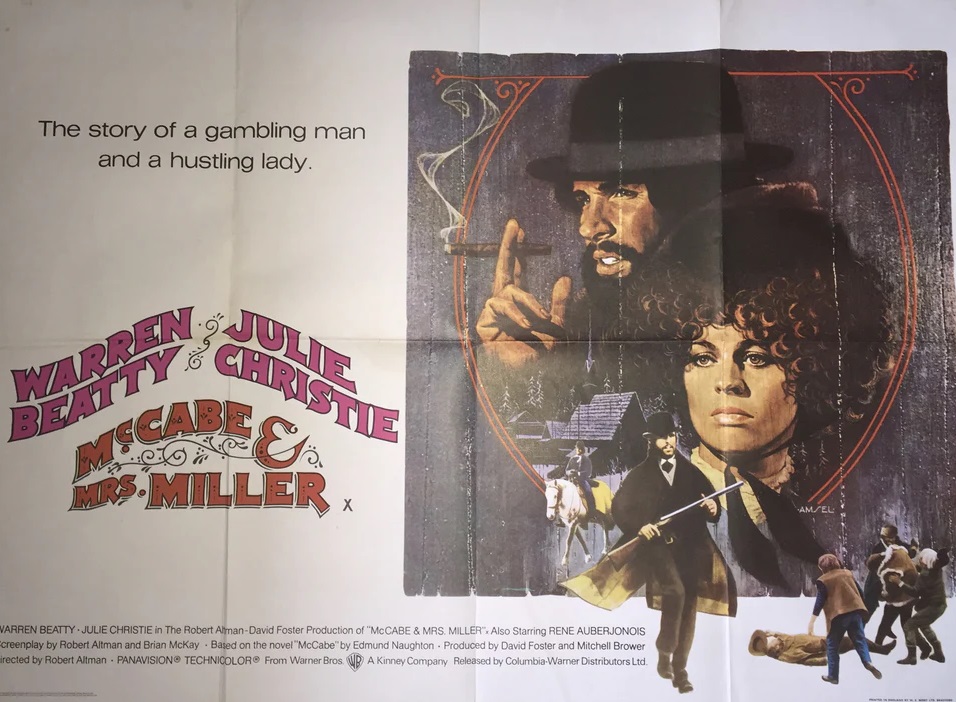 The story of a gambling man
and a hustling lady.
WARREN BEATTY
JULIE CHRISTIE
McCABE &
MRS. MILLER
X
AMSEL
WARREN BEATTY · JULIE CHRISTIE in The Robert Altman-David Foster Production of "McCABE & MRS. MILLER". Also Starring RENE AUBERJONOIS
Screenplay by Robert Altman and Brian McKay · Based on the novel "McCabe" by Edmund Naughton · Produced by David Foster and Mitchell Brower
Directed by Robert Altman · PANAVISION® TECHNICOLOR® From Warner Bros. WB A Kinney Company Released by Columbia-Warner Distributors Ltd.